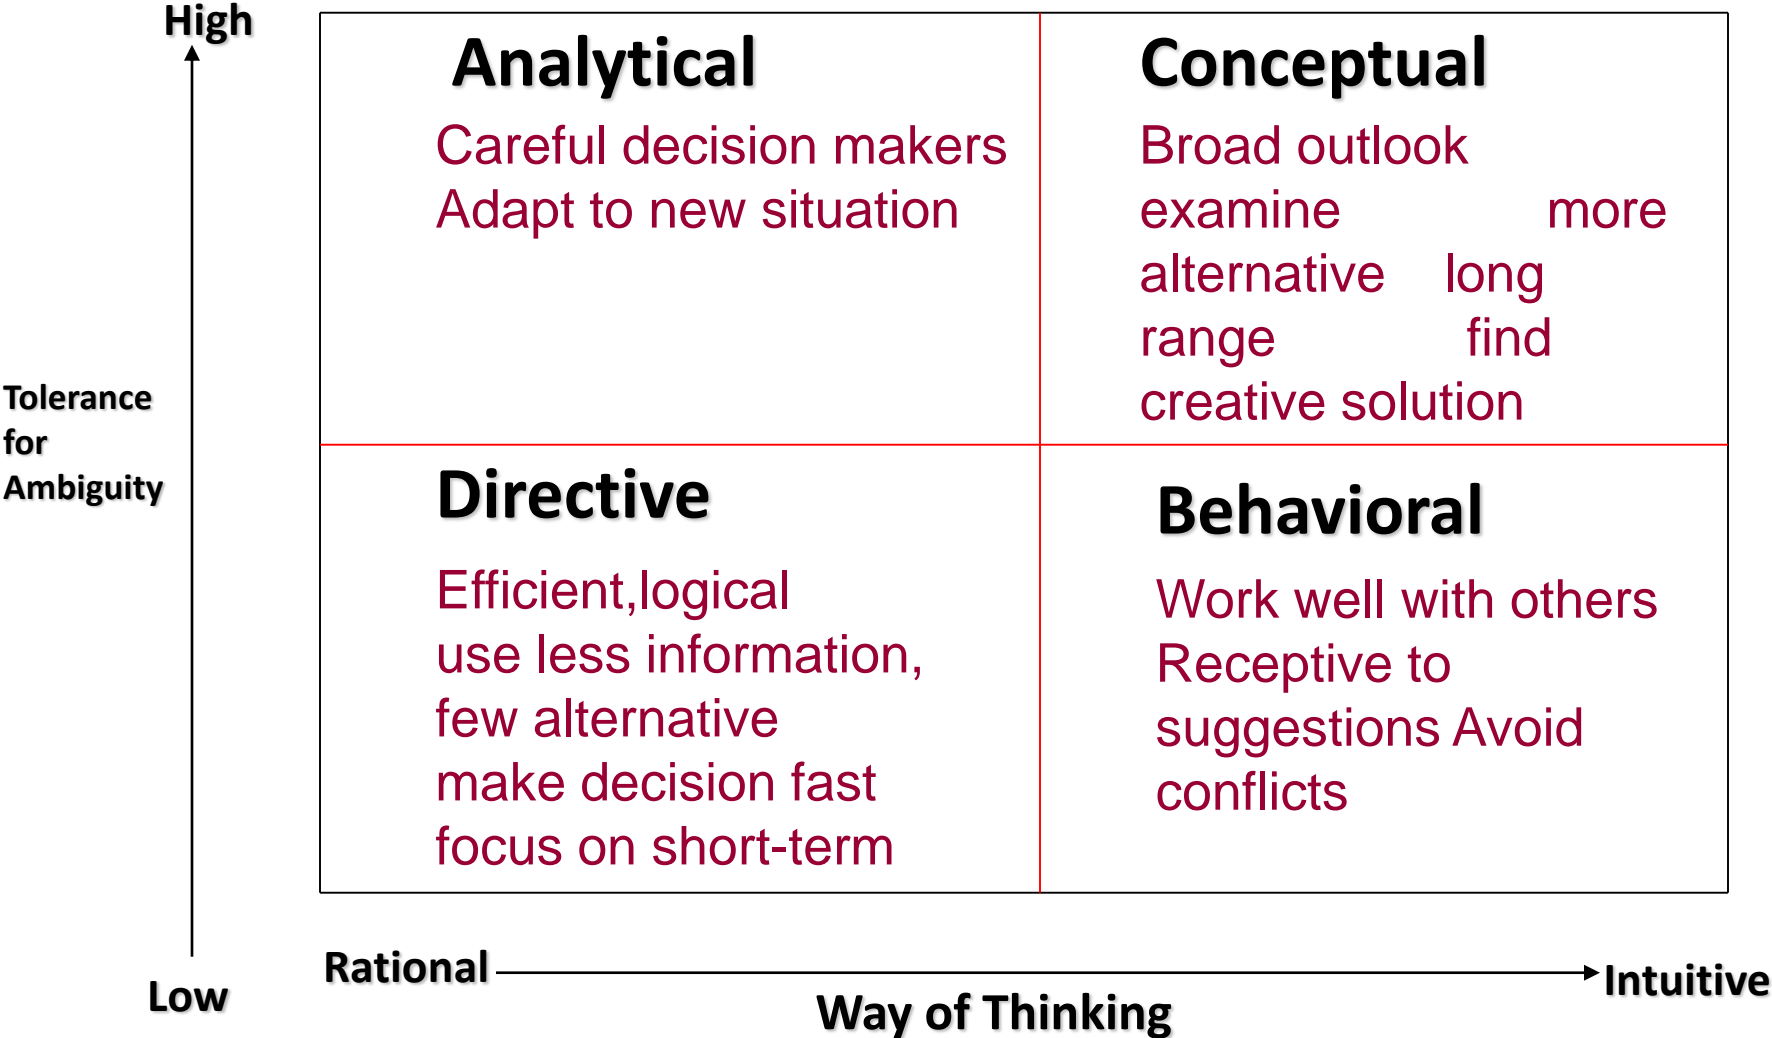 High
Analytical
Careful decision makers
Adapt to new situation
Conceptual
Broad outlook
examine more
alternative long
range find
creative solution
Tolerance
for
Ambiguity
Directive
Efficient,logical
use less information,
few alternative
make decision fast
focus on short-term
Behavioral
Work well with others
Receptive to
suggestions Avoid
conflicts
Low
Rational
Intuitive
Way of Thinking